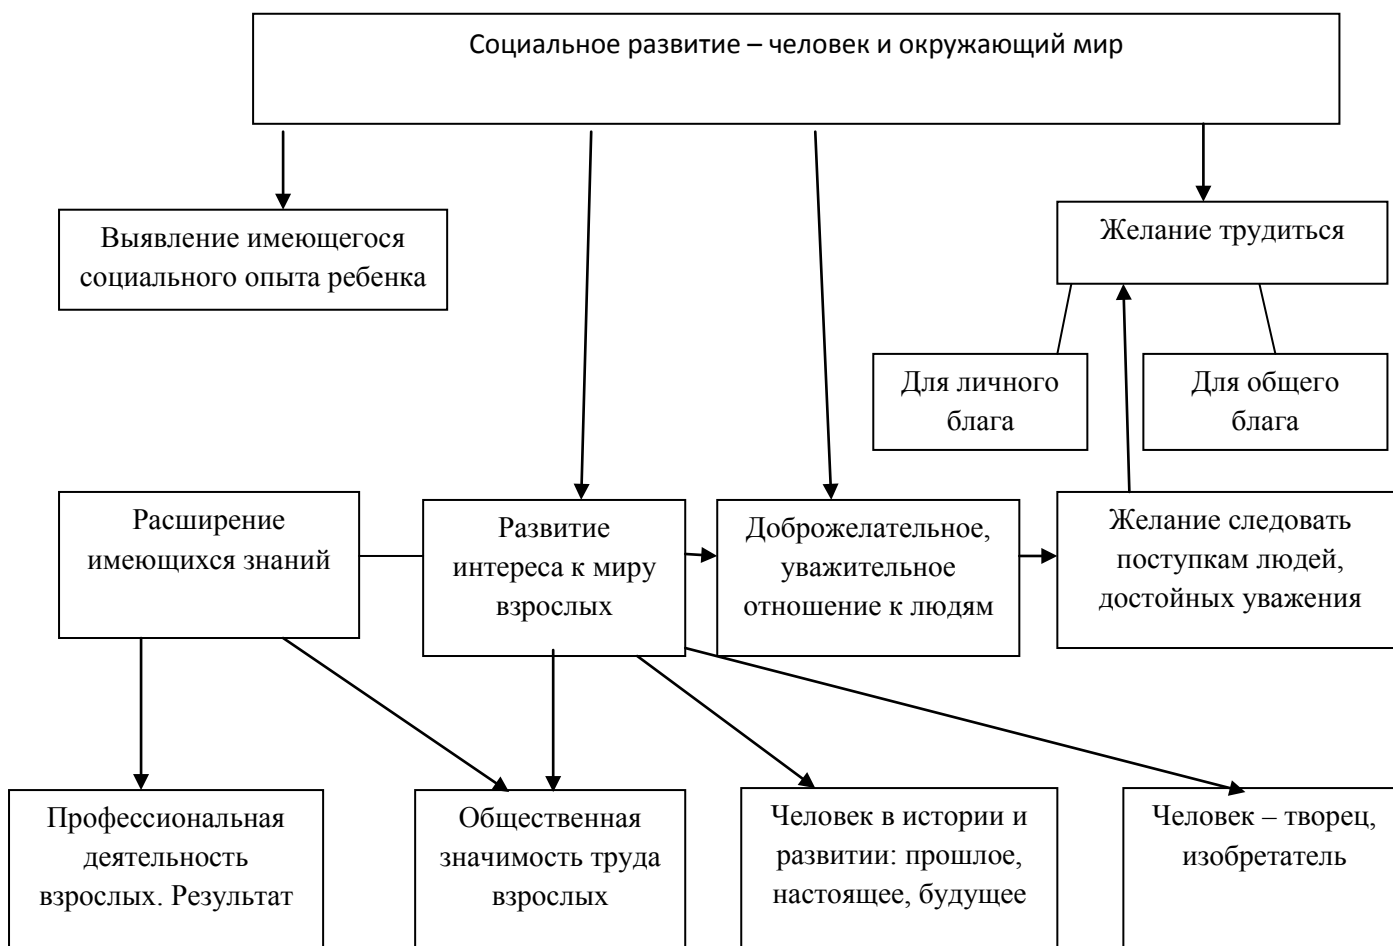 Социальное развитие – человек и окружающий мир
Выявление имеющегося
социального опыта ребенка
Желание трудиться
Для личного
блага
Для общего
блага
Расширение
имеющихся знаний
Развитие
интереса к миру
взрослых
Доброжелательное,
уважительное
отношение к людям
Желание следовать
поступкам людей,
достойных уважения
Профессиональная
деятельность
взрослых. Результат
Общественная
значимость труда
взрослых
Человек в истории и
развитии: прошлое,
настоящее, будущее
Человек – творец,
изобретатель